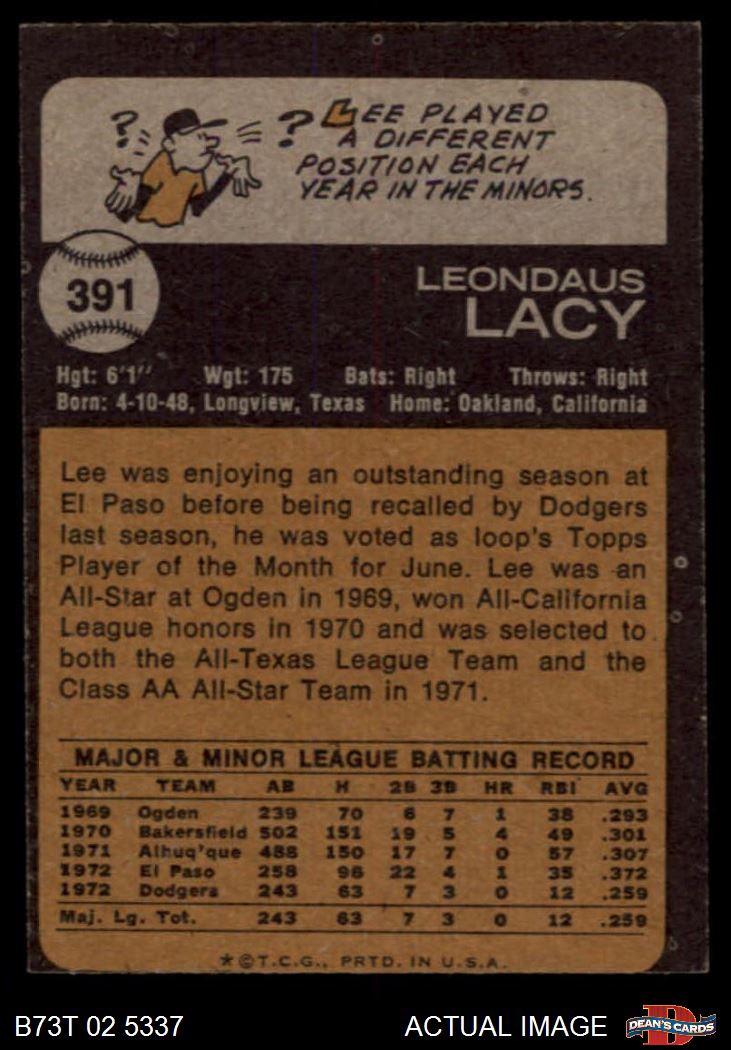 ? ? LEE PLAYED
A DIFFERENT
POSITION EACH
YEAR IN THE MINORS.
391
LEONDAUS
LACY
Hgt: 6'1" Wgt: 175 Bats: Right Throws: Right
Born: 4-10-48, Longview, Texas Home: Oakland, California
Lee was enjoying an outstanding season at
El Paso before being recalled by Dodgers
last season, he was voted as loop's Topps
Player of the Month for June. Lee was an
All-Star at Ogden in 1969, won All-California
League honors in 1970 and was selected to
both the All-Texas League Team and the
Class AA All-Star Team in 1971.
MAJOR & MINOR LEAGUE BATTING RECORD
YEAR TEAM AB H 2B 3B HR RBI AVG
1969 Ogden 239 70 6 7 1 38 .293
1970 Bakersfield 502 151 19 5 4 49 .301
1971 Albuq'que 488 150 17 7 0 57 .307
1972 El Paso 258 96 22 4 1 35 .372
1972 Dodgers 243 63 7 3 0 12 .259
Maj. Lg. Tot. 243 63 7 3 0 12 .259
*©T.C.G., PRTD. IN U.S.A.
B73T 02 5337 ACTUAL IMAGE D DEAN'S CARDS